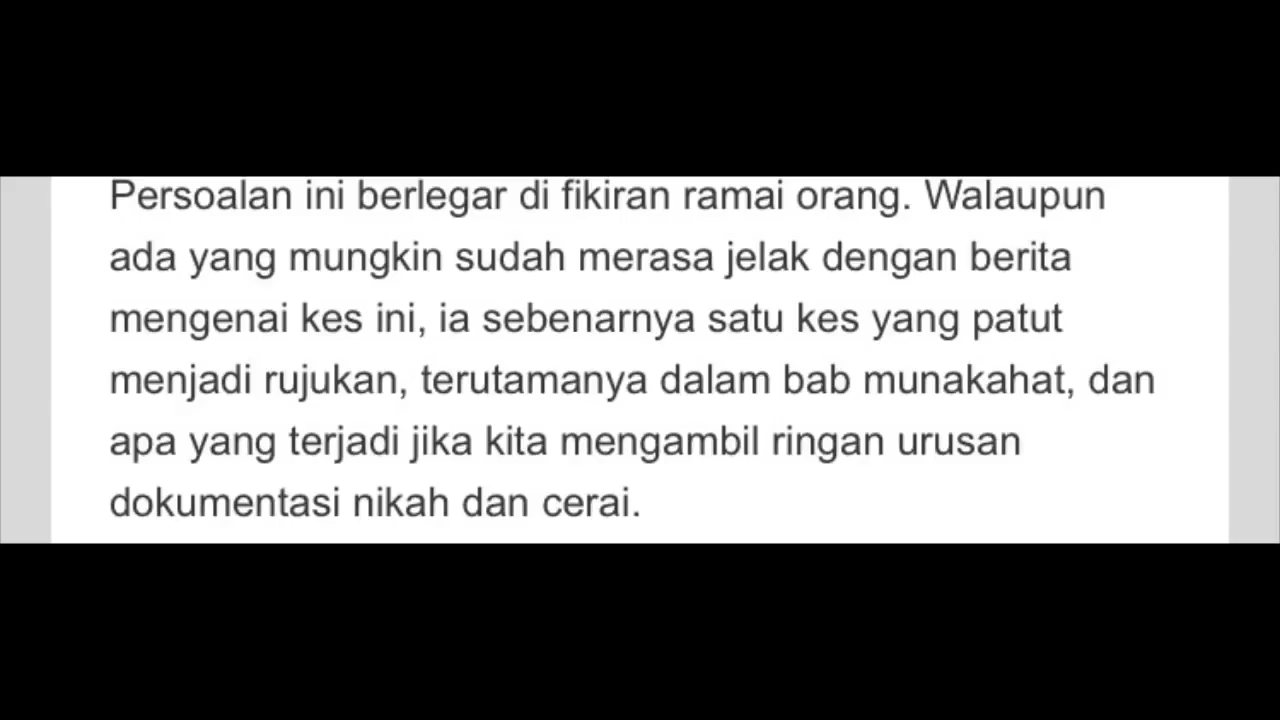 Persoalan ini berlegar di fikiran ramai orang. Walaupun
ada yang mungkin sudah merasa jelak dengan berita
mengenai kes ini, ia sebenarnya satu kes yang patut
menjadi rujukan, terutamanya dalam bab munakahat, dan
apa yang terjadi jika kita mengambil ringan urusan
dokumentasi nikah dan cerai.